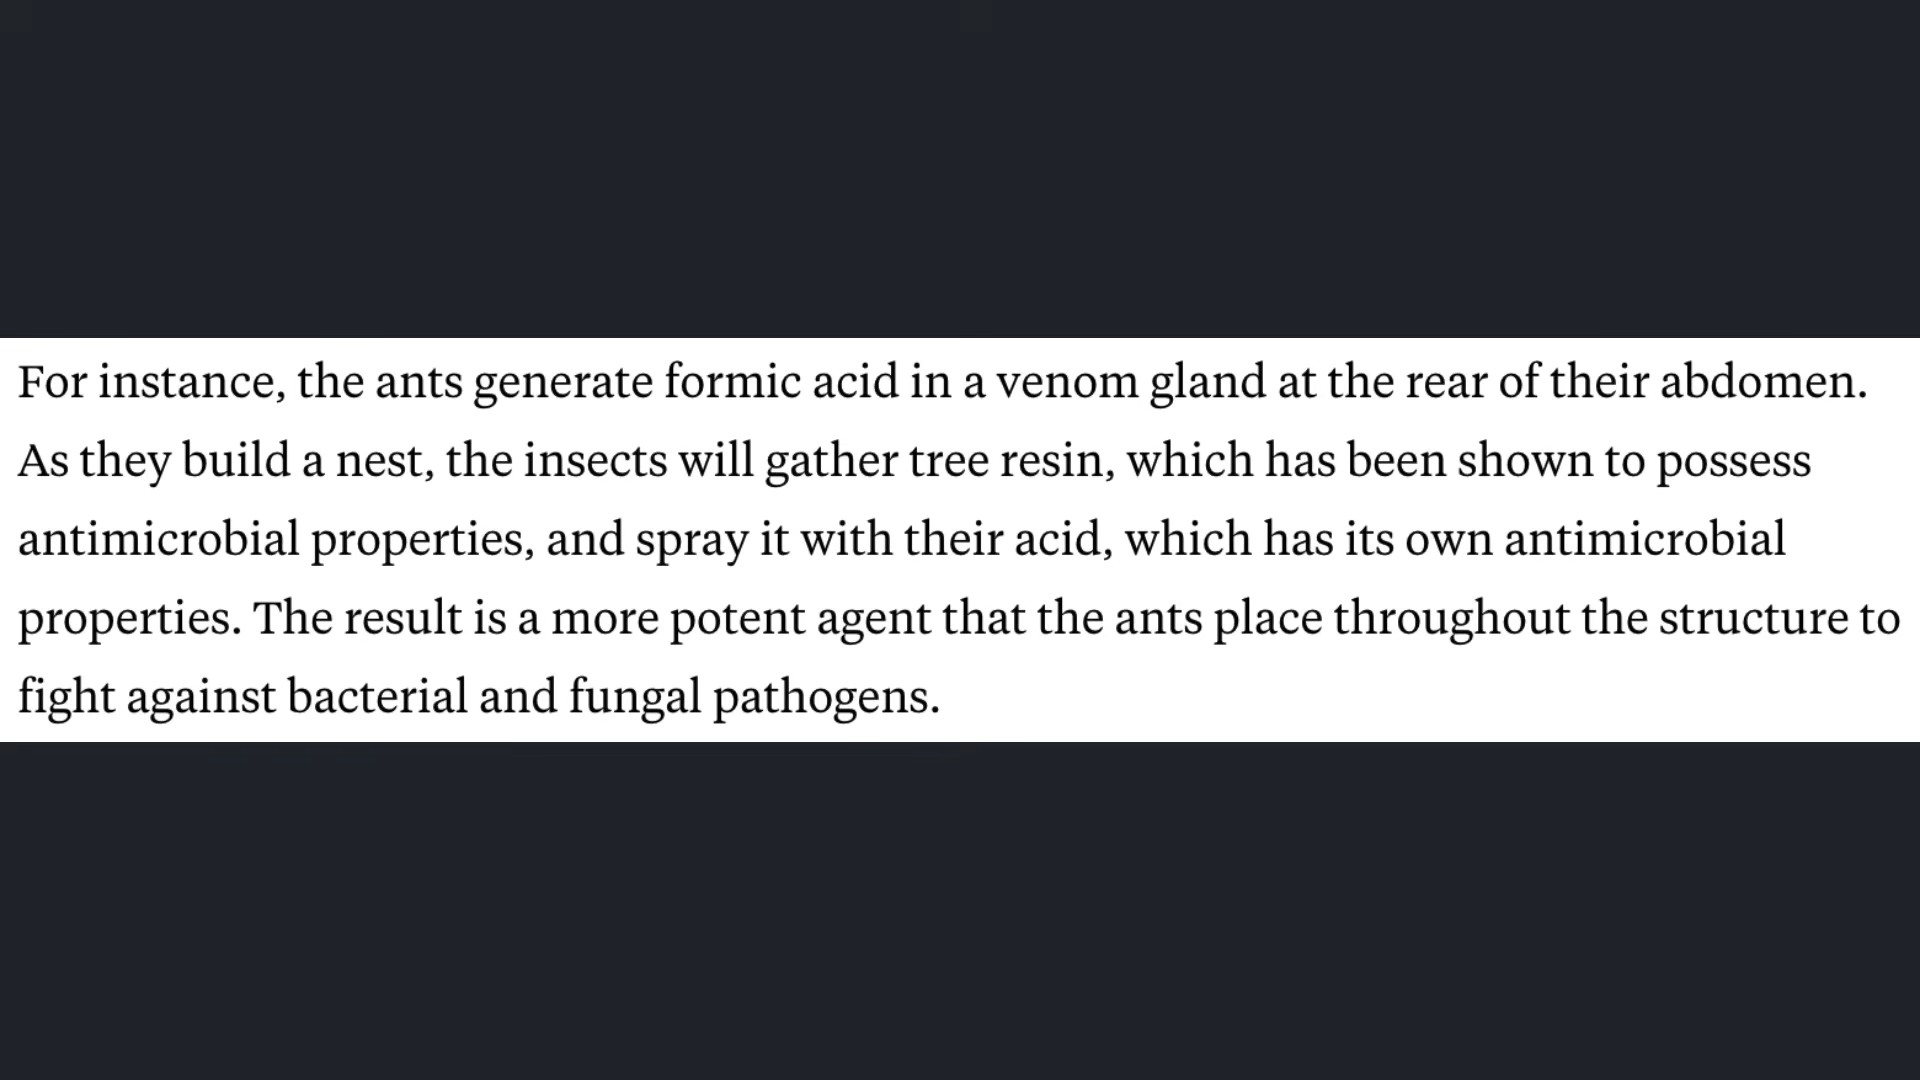 For instance, the ants generate formic acid in a venom gland at the rear of their abdomen.
As they build a nest, the insects will gather tree resin, which has been shown to possess
antimicrobial properties, and spray it with their acid, which has its own antimicrobial
properties. The result is a more potent agent that the ants place throughout the structure to
fight against bacterial and fungal pathogens.